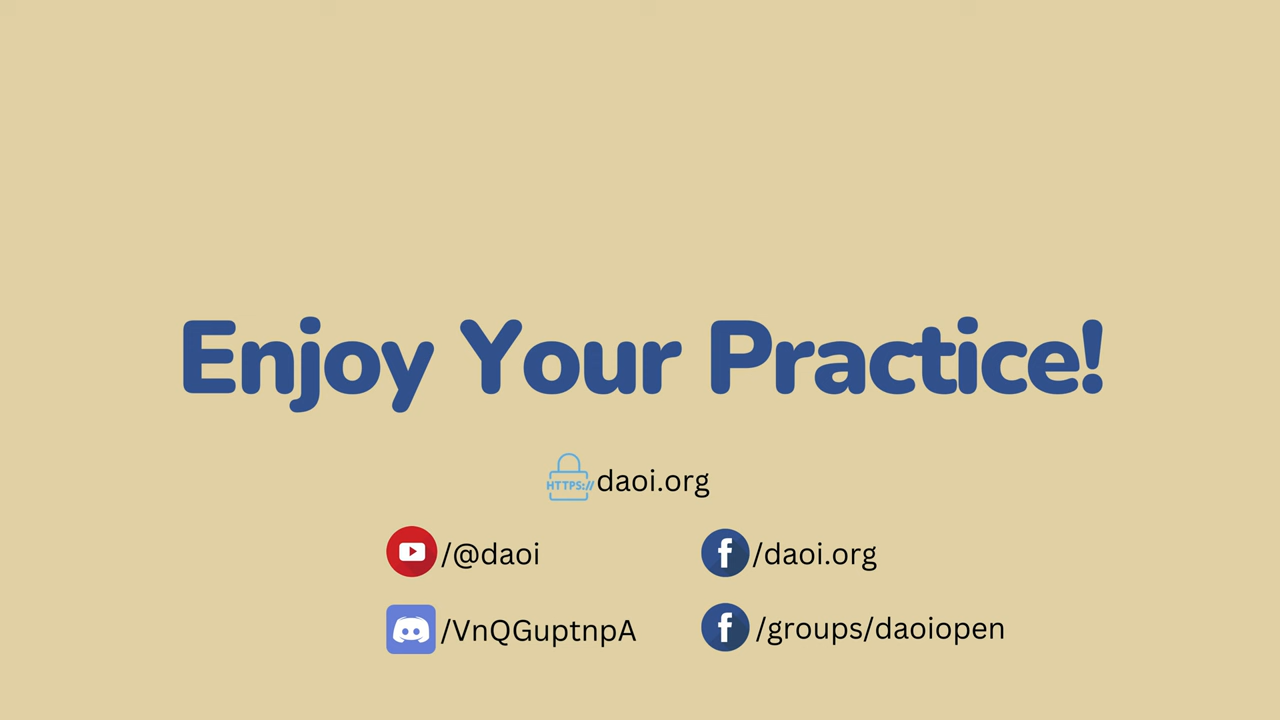 Enjoy Your Practice!
HTTPS://
daoi.org
/@daoi
/daoi.org
/VnQGuptnpA
/groups/daoiopen